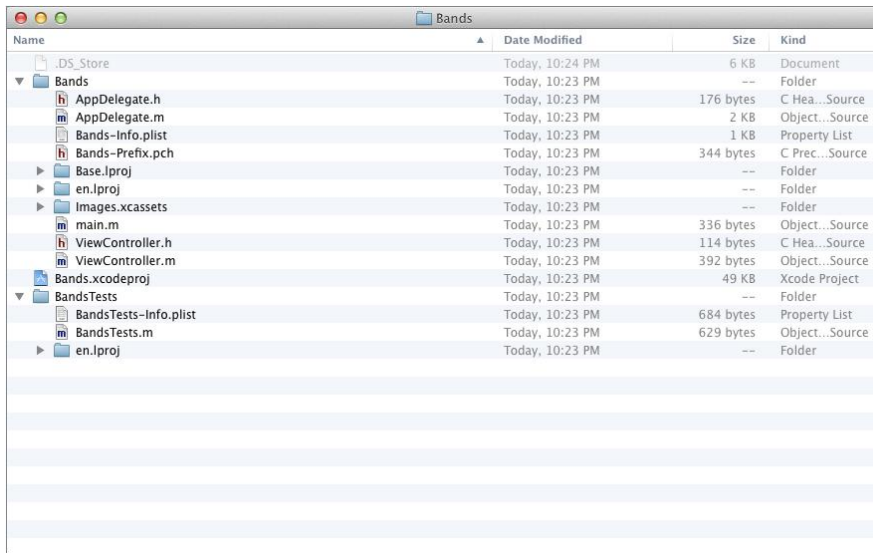 Bands
Name Date Modified Size Kind
.DS_Store Today, 10:24 PM 6 KB Document
Bands Today, 10:23 PM -- Folder
h AppDelegate.h Today, 10:23 PM 176 bytes C Hea...Source
m AppDelegate.m Today, 10:23 PM 2 KB Object...Source
Bands-Info.plist Today, 10:23 PM 1 KB Property List
h Bands-Prefix.pch Today, 10:23 PM 344 bytes C Prec...Source
Base.lproj Today, 10:23 PM -- Folder
en.lproj Today, 10:23 PM -- Folder
Images.xcassets Today, 10:23 PM -- Folder
m main.m Today, 10:23 PM 336 bytes Object...Source
h ViewController.h Today, 10:23 PM 114 bytes C Hea...Source
m ViewController.m Today, 10:23 PM 392 bytes Object...Source
Bands.xcodeproj Today, 10:23 PM 49 KB Xcode Project
BandsTests Today, 10:23 PM -- Folder
BandsTests-Info.plist Today, 10:23 PM 684 bytes Property List
m BandsTests.m Today, 10:23 PM 629 bytes Object...Source
en.lproj Today, 10:23 PM -- Folder